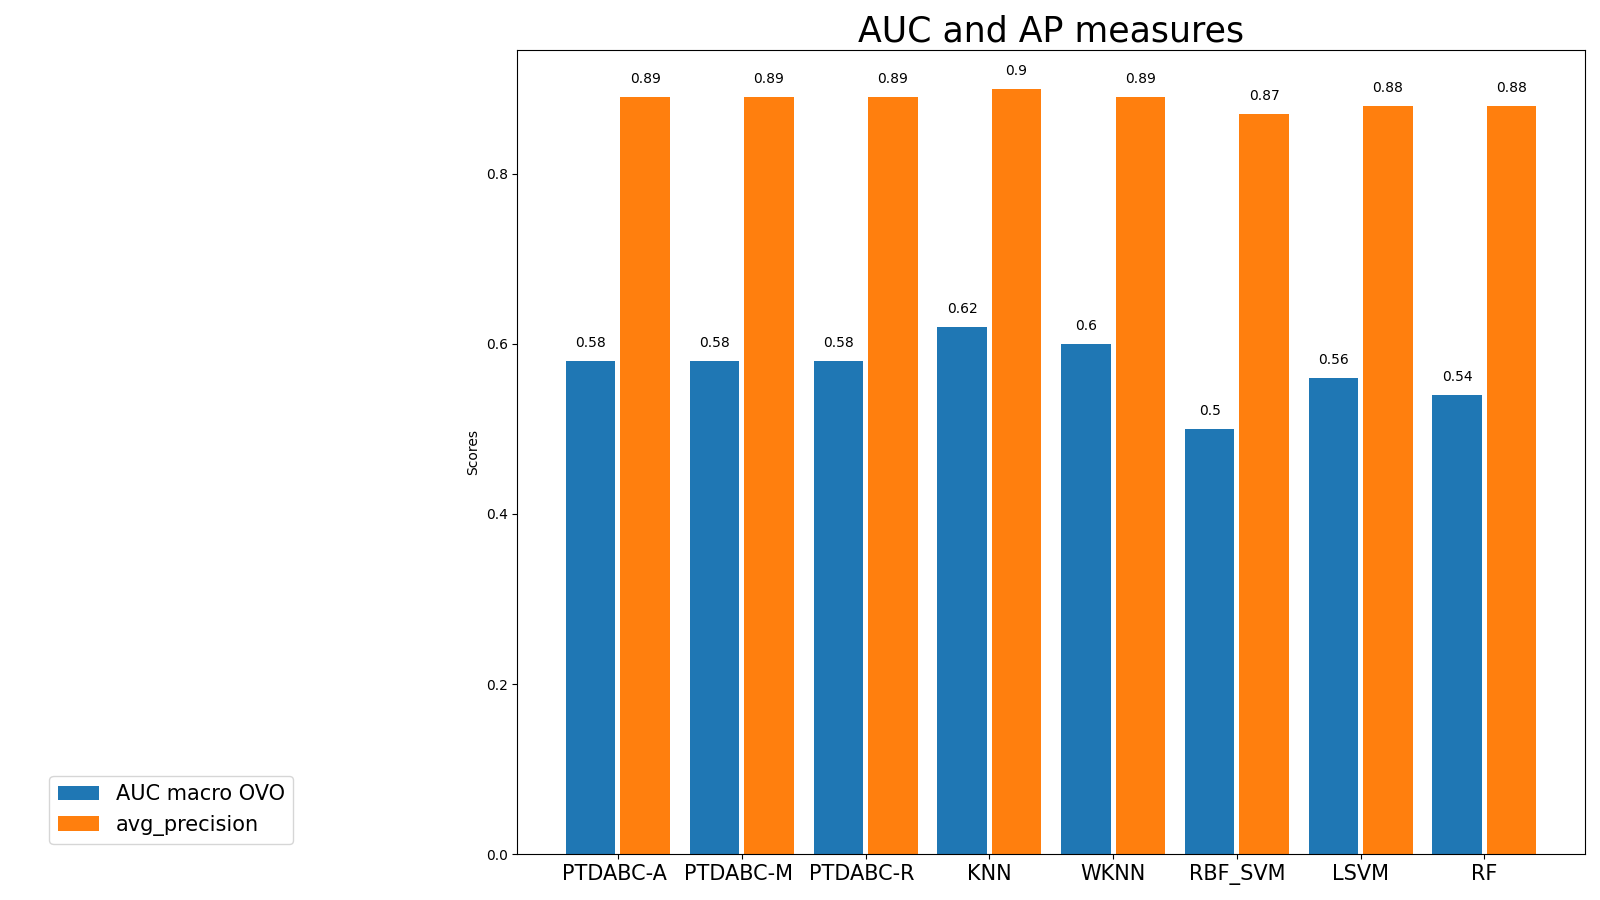 AUC and AP measures
0.89 0.89 0.89 0.9 0.89 0.87 0.88 0.88
0.8
0.58 0.58 0.58 0.62 0.6 0.5 0.56 0.54
0.6
Scores
0.4
0.2
0.0
PTDABC-A PTDABC-M PTDABC-R KNN WKNN RBF_SVM LSVM RF
AUC macro OVO
avg_precision